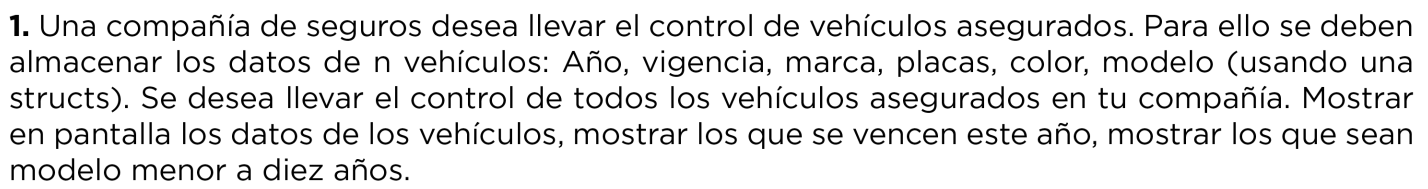 1. Una compañía de seguros desea llevar el control de vehículos asegurados. Para ello se deben
almacenar los datos de n vehículos: Año, vigencia, marca, placas, color, modelo (usando una
structs). Se desea llevar el control de todos los vehículos asegurados en tu compañía. Mostrar
en pantalla los datos de los vehículos, mostrar los que se vencen este año, mostrar los que sean
modelo menor a diez años.